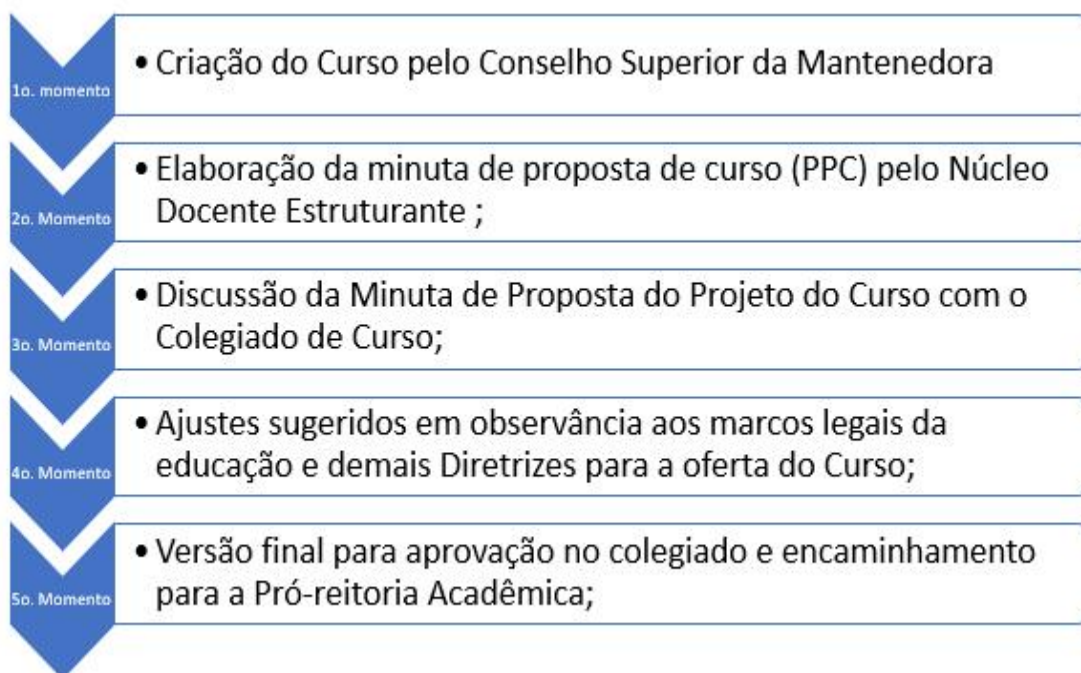 1o. momento
• Criação do Curso pelo Conselho Superior da Mantenedora
2o. Momento
• Elaboração da minuta de proposta de curso (PPC) pelo Núcleo
Docente Estruturante ;
3o. Momento
• Discussão da Minuta de Proposta do Projeto do Curso com o
Colegiado de Curso;
4o. Momento
• Ajustes sugeridos em observância aos marcos legais da
educação e demais Diretrizes para a oferta do Curso;
5o. Momento
• Versão final para aprovação no colegiado e encaminhamento
para a Pró-reitoria Acadêmica;